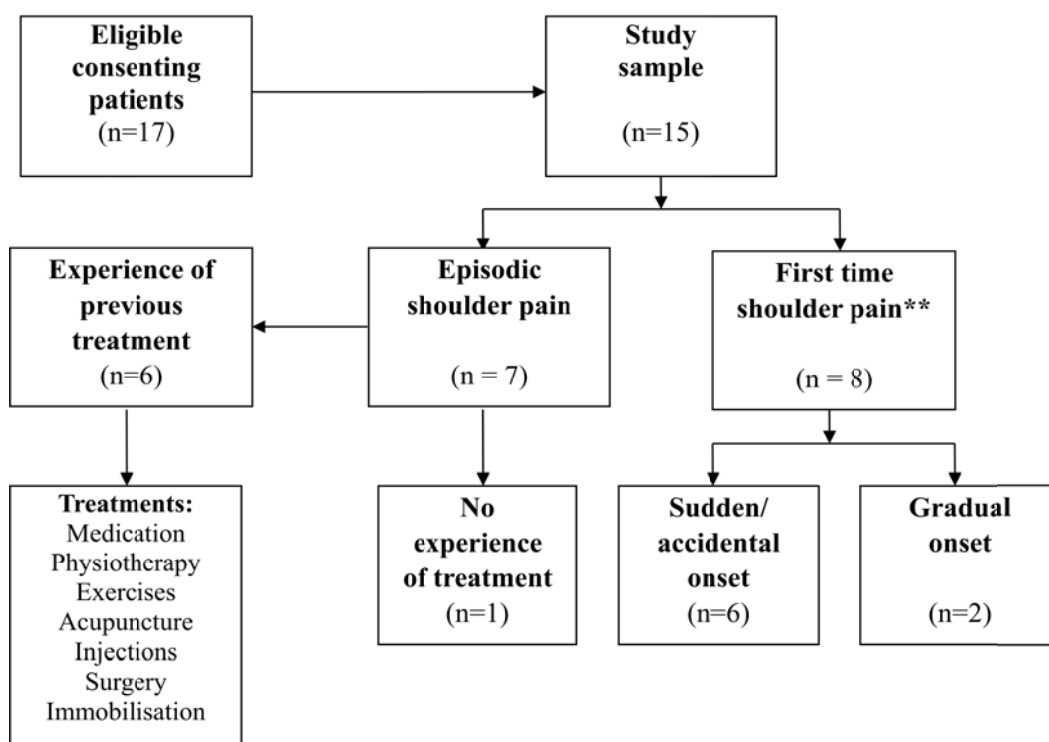 Eligible
consenting
patients
(n=17)
Study
sample
(n=15)
Experience of
previous
treatment
(n=6)
Episodic
shoulder pain
(n = 7)
First time
shoulder pain**
(n = 8)
Treatments:
Medication
Physiotherapy
Exercises
Acupuncture
Injections
Surgery
Immobilisation
No
experience
of treatment
(n=1)
Sudden/
accidental
onset
(n=6)
Gradual
onset
(n=2)